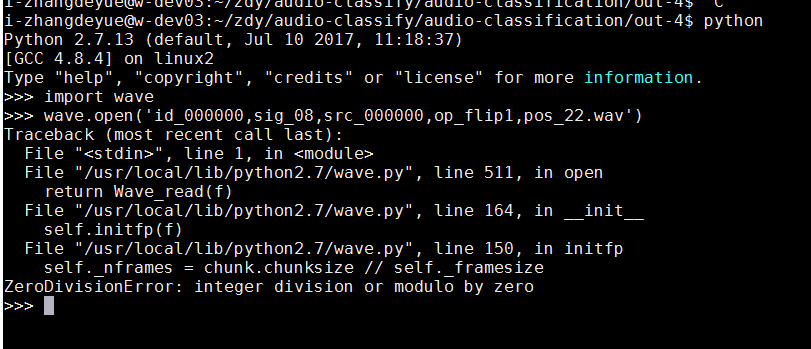 i-zhangdeyue@w-dev03:~/zdy/audio-classify/audio-classification/out-4$ ^C
i-zhangdeyue@w-dev03:~/zdy/audio-classify/audio-classification/out-4$ python
Python 2.7.13 (default, Jul 10 2017, 11:18:37)
[GCC 4.8.4] on linux2
Type "help", "copyright", "credits" or "license" for more information.
>>> import wave
>>> wave.open('id_000000,sig_08,src_000000,op_flip1,pos_22.wav')
Traceback (most recent call last):
  File "<stdin>", line 1, in <module>
  File "/usr/local/lib/python2.7/wave.py", line 511, in open
    return Wave_read(f)
  File "/usr/local/lib/python2.7/wave.py", line 164, in __init__
    self.initfp(f)
  File "/usr/local/lib/python2.7/wave.py", line 150, in initfp
    self._nframes = chunk.chunksize // self._framesize
ZeroDivisionError: integer division or modulo by zero
>>>